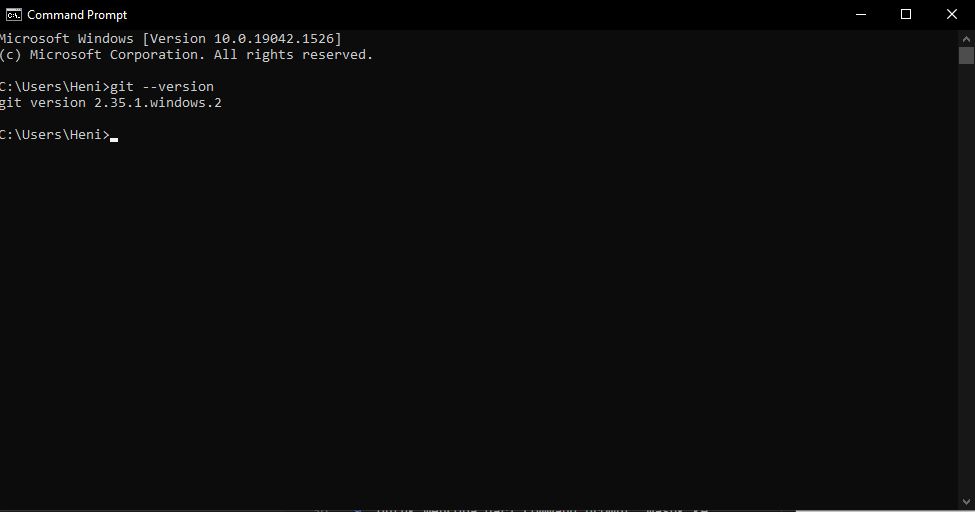 Command Prompt
Microsoft Windows [Version 10.0.19042.1526]
(c) Microsoft Corporation. All rights reserved.
C:\Users\Heni>git --version
git version 2.35.1.windows.2
C:\Users\Heni>